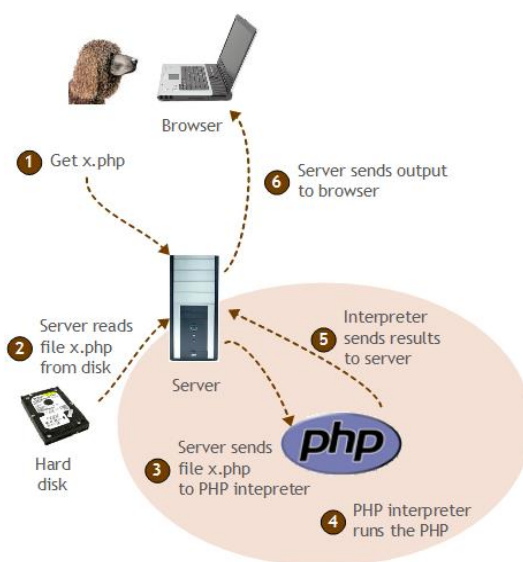 Browser
1 Get x.php
6 Server sends output
to browser
2 Server reads
file x.php
from disk
Server
5 Interpreter
sends results
to server
Hard
disk
3 Server sends
file x.php
to PHP intepreter
php
4 PHP interpreter
runs the PHP